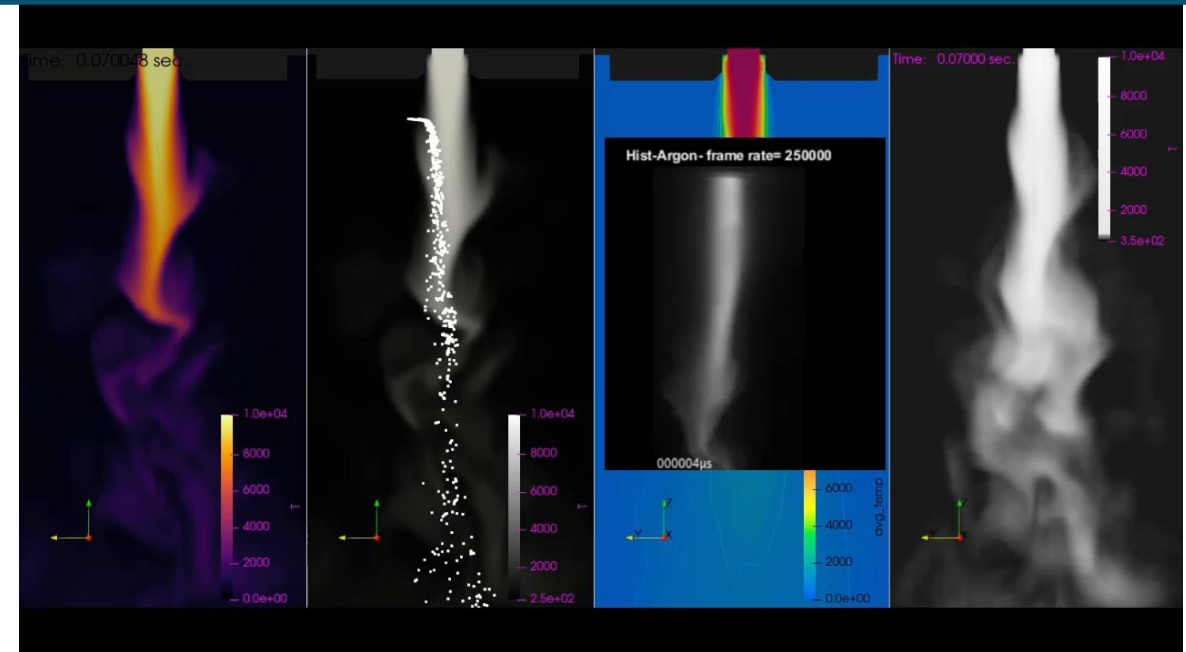 Time: 0.070048 sec.
1.0e+04
8000
6000
4000
2000
0.0e+00
T
1.0e+04
8000
6000
4000
2000
2.5e+02
T
Hist-Argon- frame rate= 250000
000004µs
6000
4000
2000
0.0e+00
avg_temp
Z
Y
X
Time: 0.07000 sec.
1.0e+04
8000
6000
4000
2000
3.5e+02
T
Z
Y
X